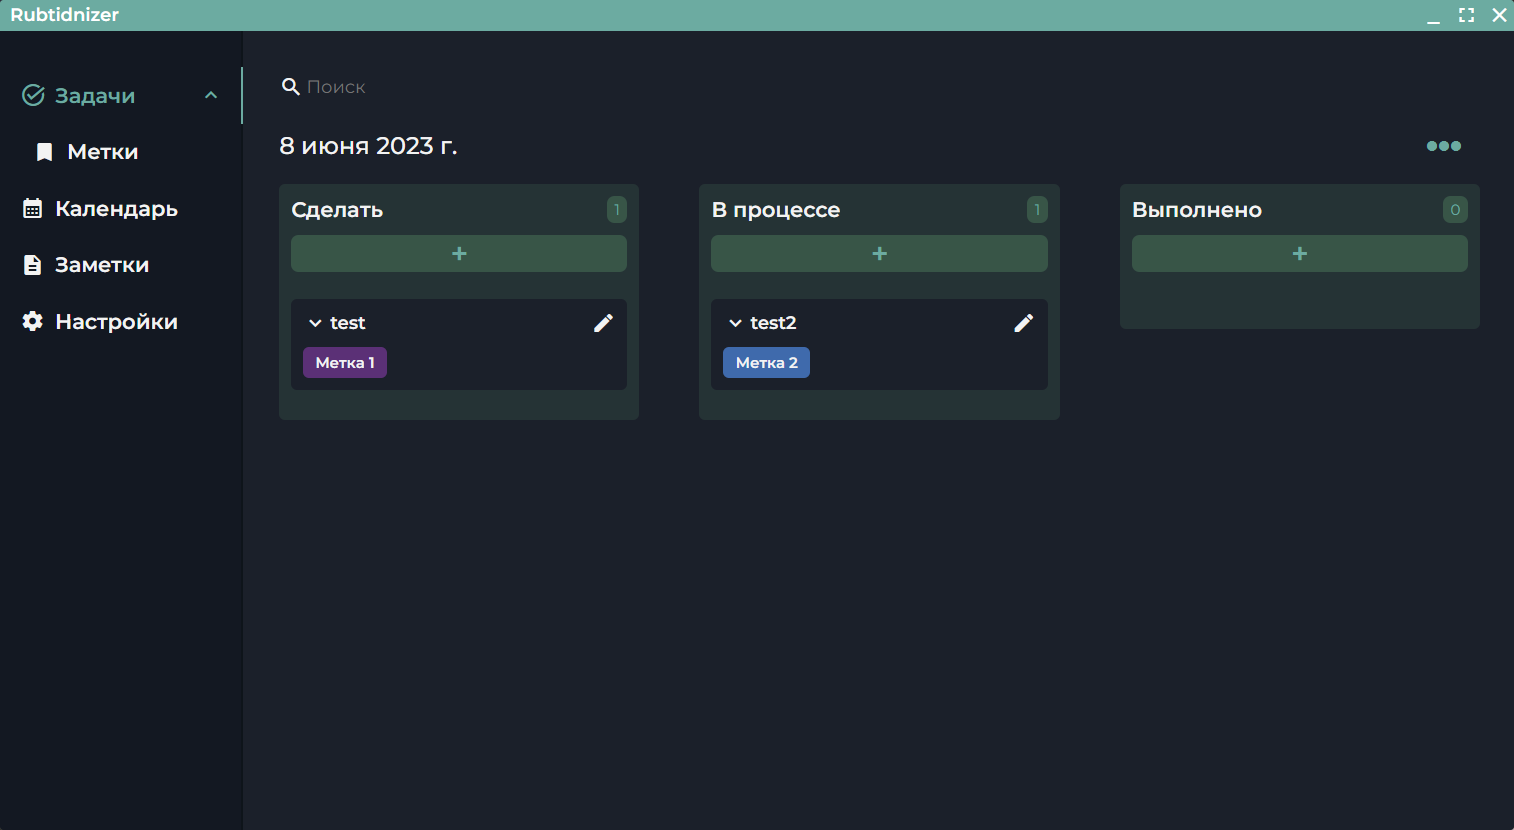 Rubtidnizer
Задачи
Метки
Календарь
Заметки
Настройки
Поиск
8 июня 2023 г.
Сделать 1
+
test
Метка 1
В процессе 1
+
test2
Метка 2
Выполнено 0
+